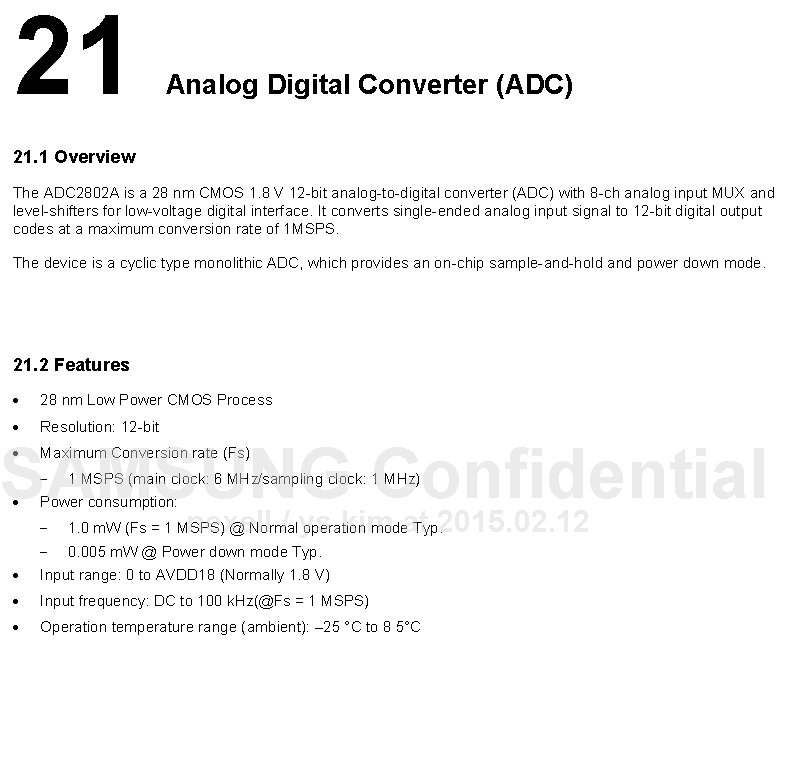 21 Analog Digital Converter (ADC)
21.1 Overview
The ADC2802A is a 28 nm CMOS 1.8 V 12-bit analog-to-digital converter (ADC) with 8-ch analog input MUX and
level-shifters for low-voltage digital interface. It converts single-ended analog input signal to 12-bit digital output
codes at a maximum conversion rate of 1MSPS.
The device is a cyclic type monolithic ADC, which provides an on-chip sample-and-hold and power down mode.
21.2 Features
• 28 nm Low Power CMOS Process
• Resolution: 12-bit
• Maximum Conversion rate (Fs)
SAMSUNG Confidential
– 1 MSPS (main clock: 6 MHz/sampling clock: 1 MHz)
• Power consumption:
nexell / ys.kim at 2015.02.12
– 1.0 mW (Fs = 1 MSPS) @ Normal operation mode Typ.
– 0.005 mW @ Power down mode Typ.
• Input range: 0 to AVDD18 (Normally 1.8 V)
• Input frequency: DC to 100 kHz(@Fs = 1 MSPS)
• Operation temperature range (ambient): –25 °C to 8 5°C